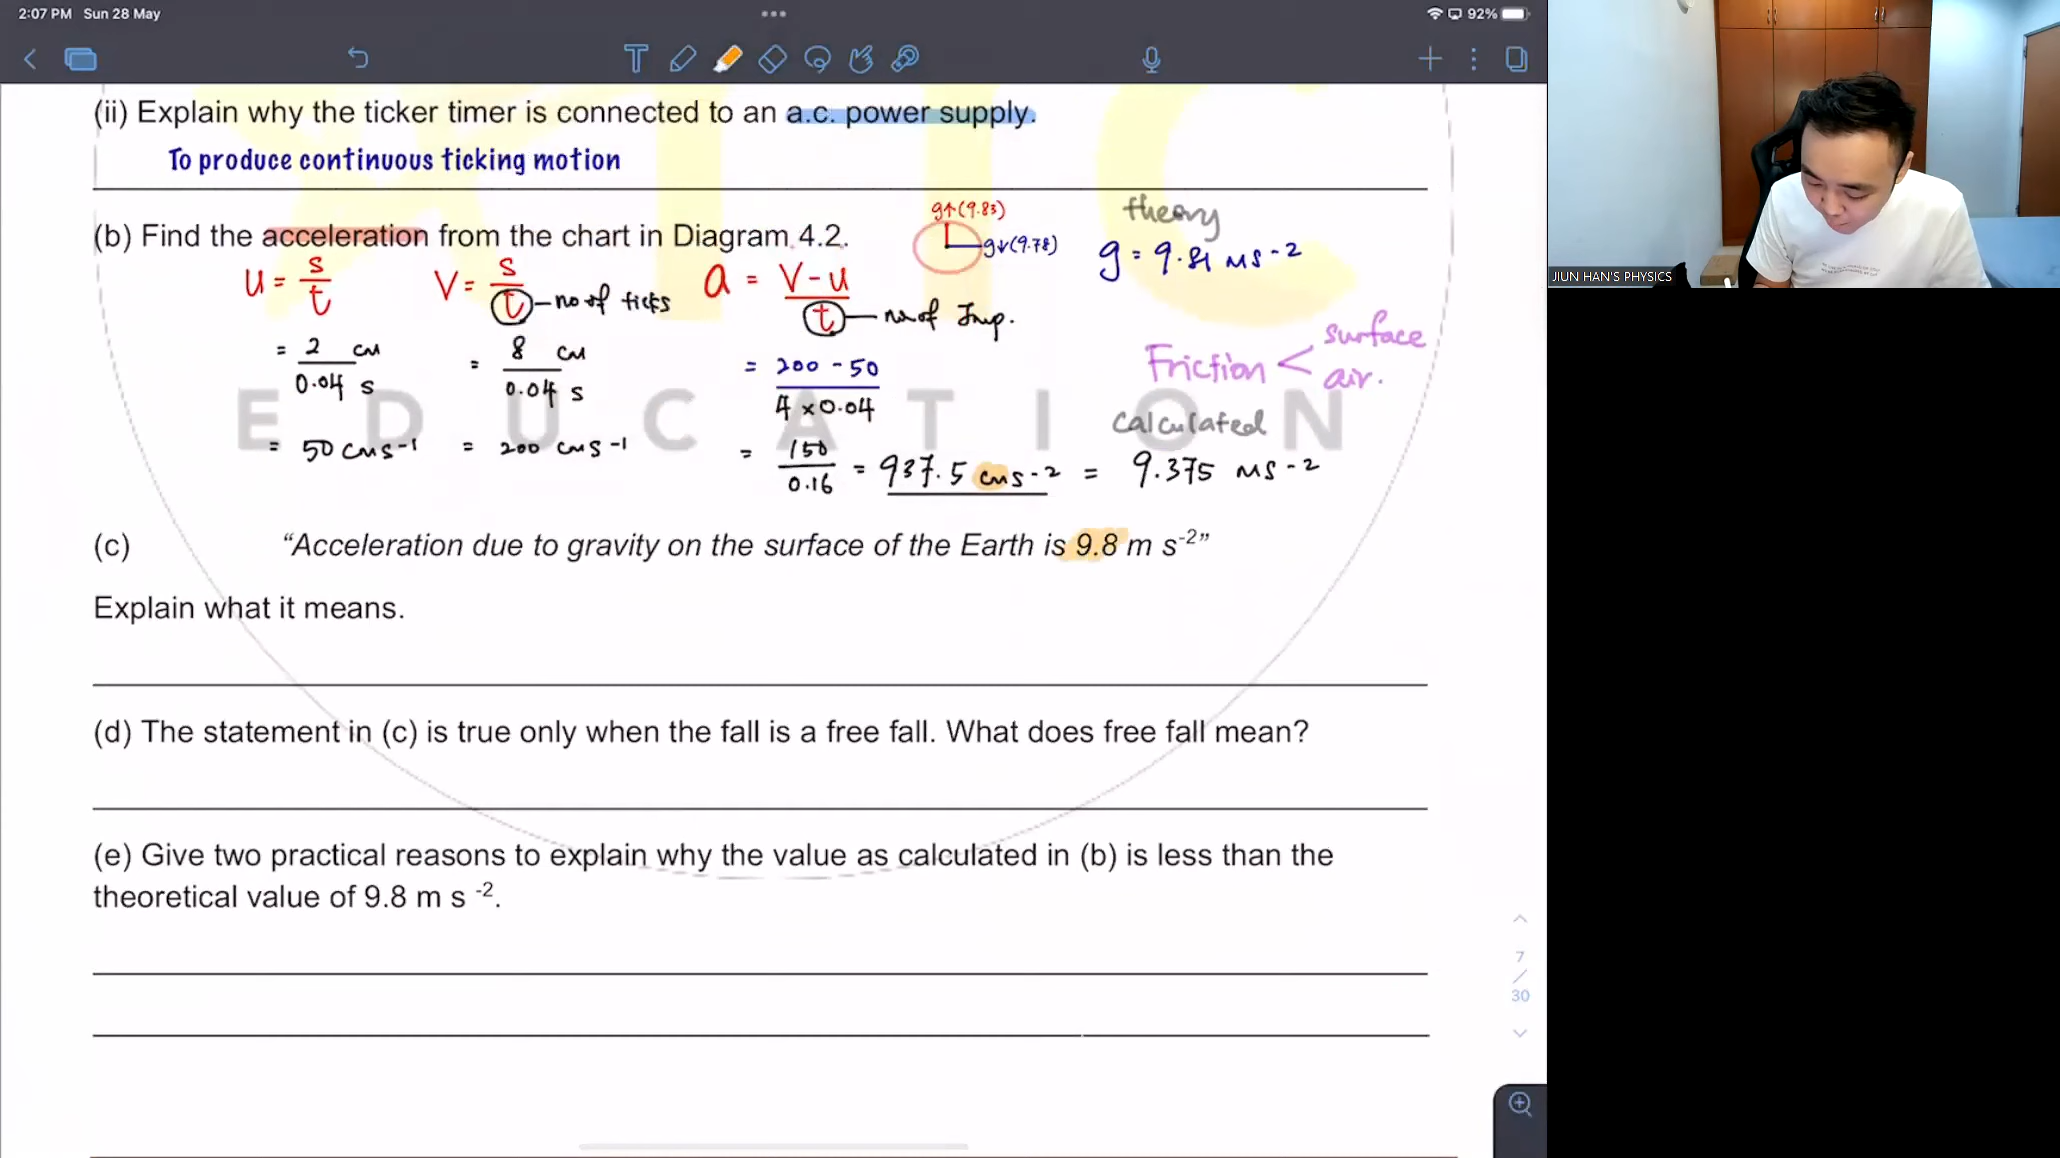 2:07 PM Sun 28 May
92%
(ii) Explain why the ticker timer is connected to an a.c. power supply.
To produce continuous ticking motion
(b) Find the acceleration from the chart in Diagram 4.2.
g↑(9.83)
g↓(9.78)
theory
g = 9.81 ms-2
u = s/t
v = s/t - no of ticks
a = v-u/t - no of Imp.
= 2 cm / 0.04 s
= 8 cm / 0.04 s
= 200 - 50 / 4 x 0.04
Friction < surface
air.
EDUCATION
calculated
= 50 cms-1
= 200 cms-1
= 150 / 0.16 = 937.5 cms-2 = 9.375 ms-2
(c) “Acceleration due to gravity on the surface of the Earth is 9.8 m s-2”
Explain what it means.
(d) The statement in (c) is true only when the fall is a free fall. What does free fall mean?
(e) Give two practical reasons to explain why the value as calculated in (b) is less than the
theoretical value of 9.8 m s -2.
7
/
30
JIUN HAN'S PHYSICS